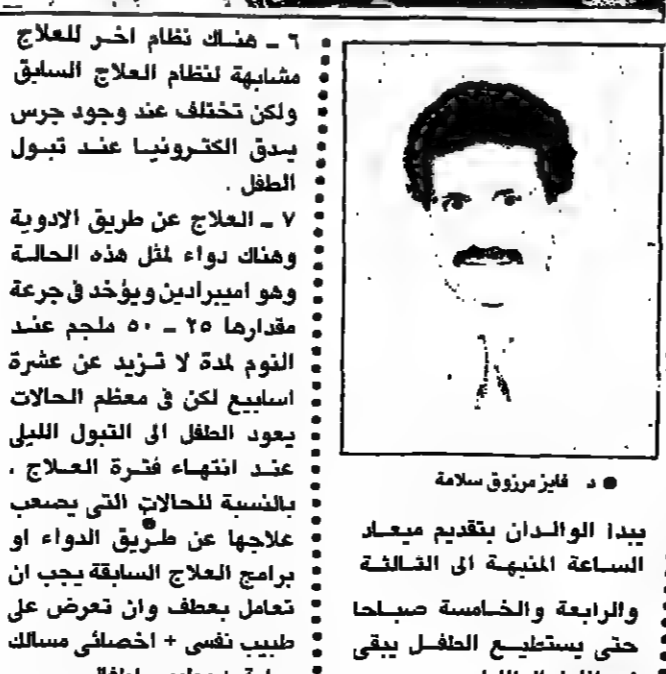 ● د فايز مرزوق سلامة
يبدا الوالدان بتقديم ميعاد
الساعة المنبهة الى الثالثة
والرابعة والخامسة صباحا
حتى يستطيع الطفل يبقى
٦ ـ هناك نظام اخر للعلاج
مشابهة لنظام العلاج السابق
ولكن تختلف عند وجود جرس
يدق الكترونيا عند تبول
الطفل .
٧ ـ العلاج عن طريق الادوية
وهناك دواء لمثل هذه الحالة
وهو اميبرادين ويؤخد في جرعة
مقدارها ٢٥ ـ ٥٠ ملجم عند
النوم لمدة لا تزيد عن عشرة
اسابيع لكن في معظم الحالات
يعود الطفل الى التبول الليلى
عند انتهاء فترة العلاج .
بالنسبة للحالات التى يصعب
علاجها عن طريق الدواء او
برامج العلاج السابقة يجب ان
تعامل بعطف وان تعرض على
طبيب نفسى + اخصائى مسالك